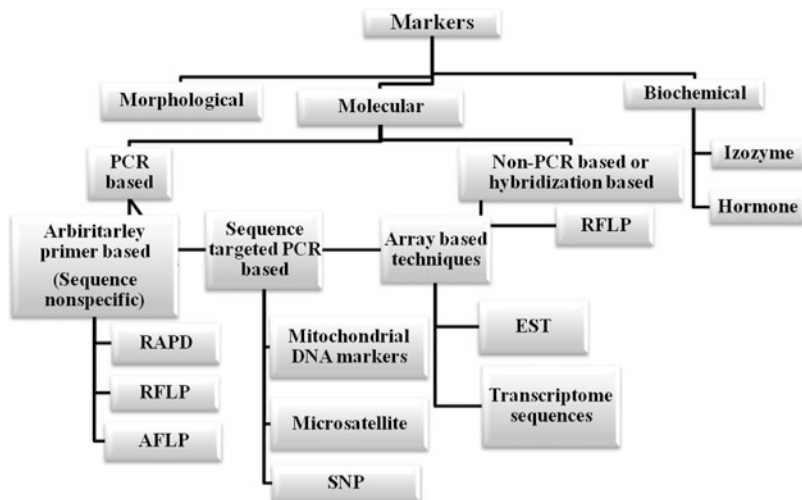 Markers
Morphological
Molecular
Biochemical
PCR
based
Non-PCR based or
hybridization based
Izozyme
Hormone
Arbiritarley
primer based
(Sequence
nonspecific)
Sequence
targeted PCR
based
Array based
techniques
RFLP
RAPD
RFLP
AFLP
Mitochondrial
DNA markers
Microsatellite
SNP
EST
Transcriptome
sequences